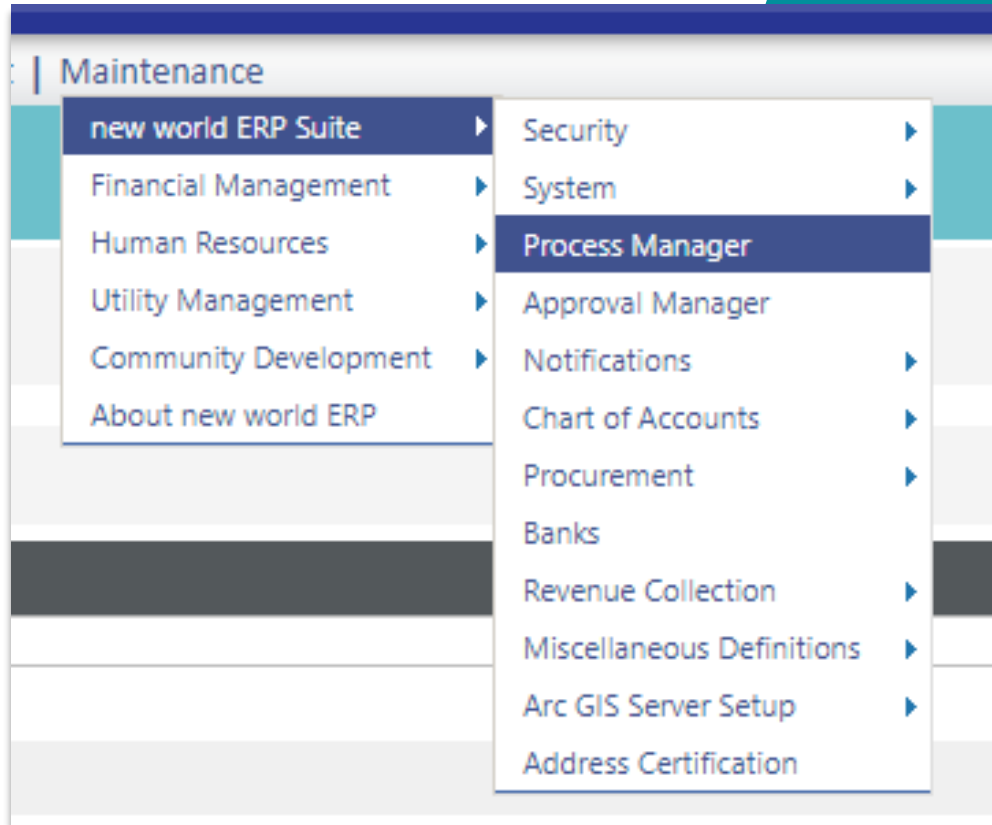 | Maintenance
new world ERP Suite
Financial Management
Human Resources
Utility Management
Community Development
About new world ERP
Security
System
Process Manager
Approval Manager
Notifications
Chart of Accounts
Procurement
Banks
Revenue Collection
Miscellaneous Definitions
Arc GIS Server Setup
Address Certification